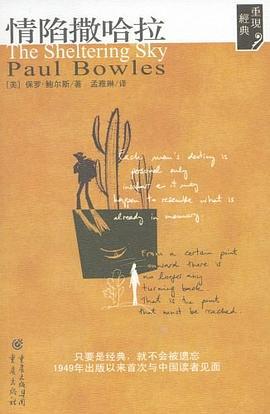 情陷撒哈拉
The Sheltering Sky
Paul Bowles
[美] 保罗·鲍尔斯/著 孟雅琳/译
重現
經典
Each man's destiny is
personal only
insofar as it may
happen to resemble what is
already in memory.
From a certain point
onward there is
no longer any
turning back.
That is the point
that must be reached.
只要是经典，就不会被遗忘
1949年出版以来首次与中国读者见面
重庆出版集团
重庆出版社